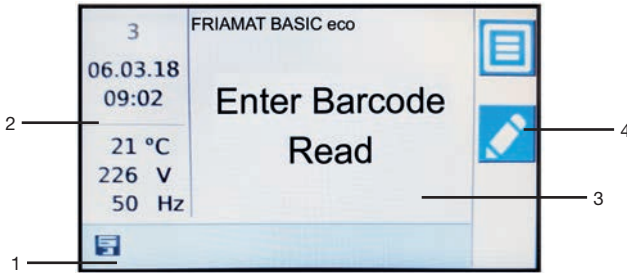 3
06.03.18
09:02
21 °C
226 V
50 Hz
FRIAMAT BASIC eco
Enter Barcode
Read
1
2
3
4